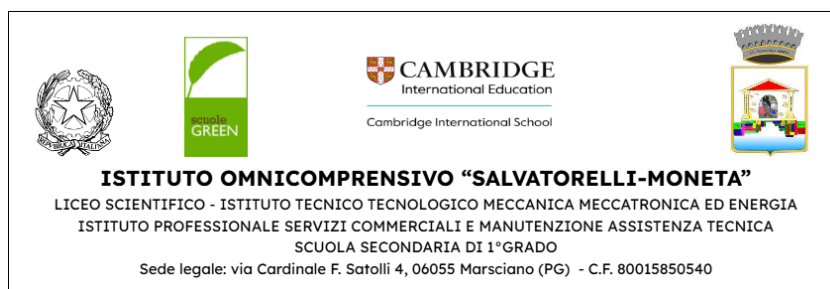 REPVBBLICA ITALIANA
scuole
GREEN
CAMBRIDGE
International Education
Cambridge International School
ISTITUTO OMNICOMPRENSIVO “SALVATORELLI-MONETA”
LICEO SCIENTIFICO - ISTITUTO TECNICO TECNOLOGICO MECCANICA MECCATRONICA ED ENERGIA
ISTITUTO PROFESSIONALE SERVIZI COMMERCIALI E MANUTENZIONE ASSISTENZA TECNICA
SCUOLA SECONDARIA DI 1°GRADO
Sede legale: via Cardinale F. Satolli 4, 06055 Marsciano (PG) - C.F. 80015850540